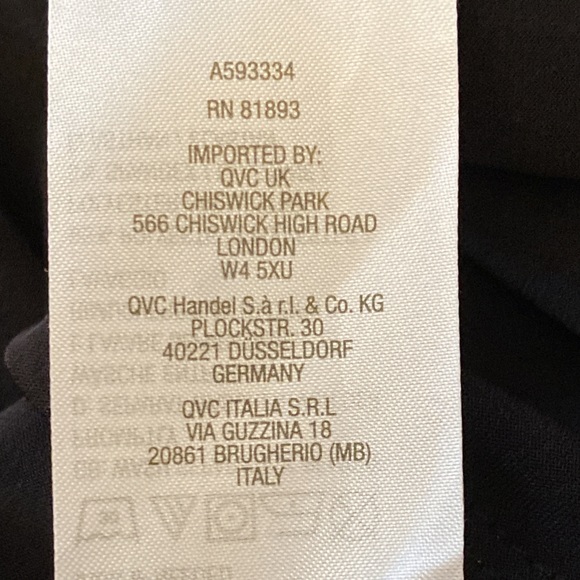 A593334
RN 81893
IMPORTED BY:
QVC UK
CHISWICK PARK
566 CHISWICK HIGH ROAD
LONDON
W4 5XU
QVC Handel S.à r.l. & Co. KG
PLOCKSTR. 30
40221 DÜSSELDORF
GERMANY
QVC ITALIA S.R.L
VIA GUZZINA 18
20861 BRUGHERIO (MB)
ITALY